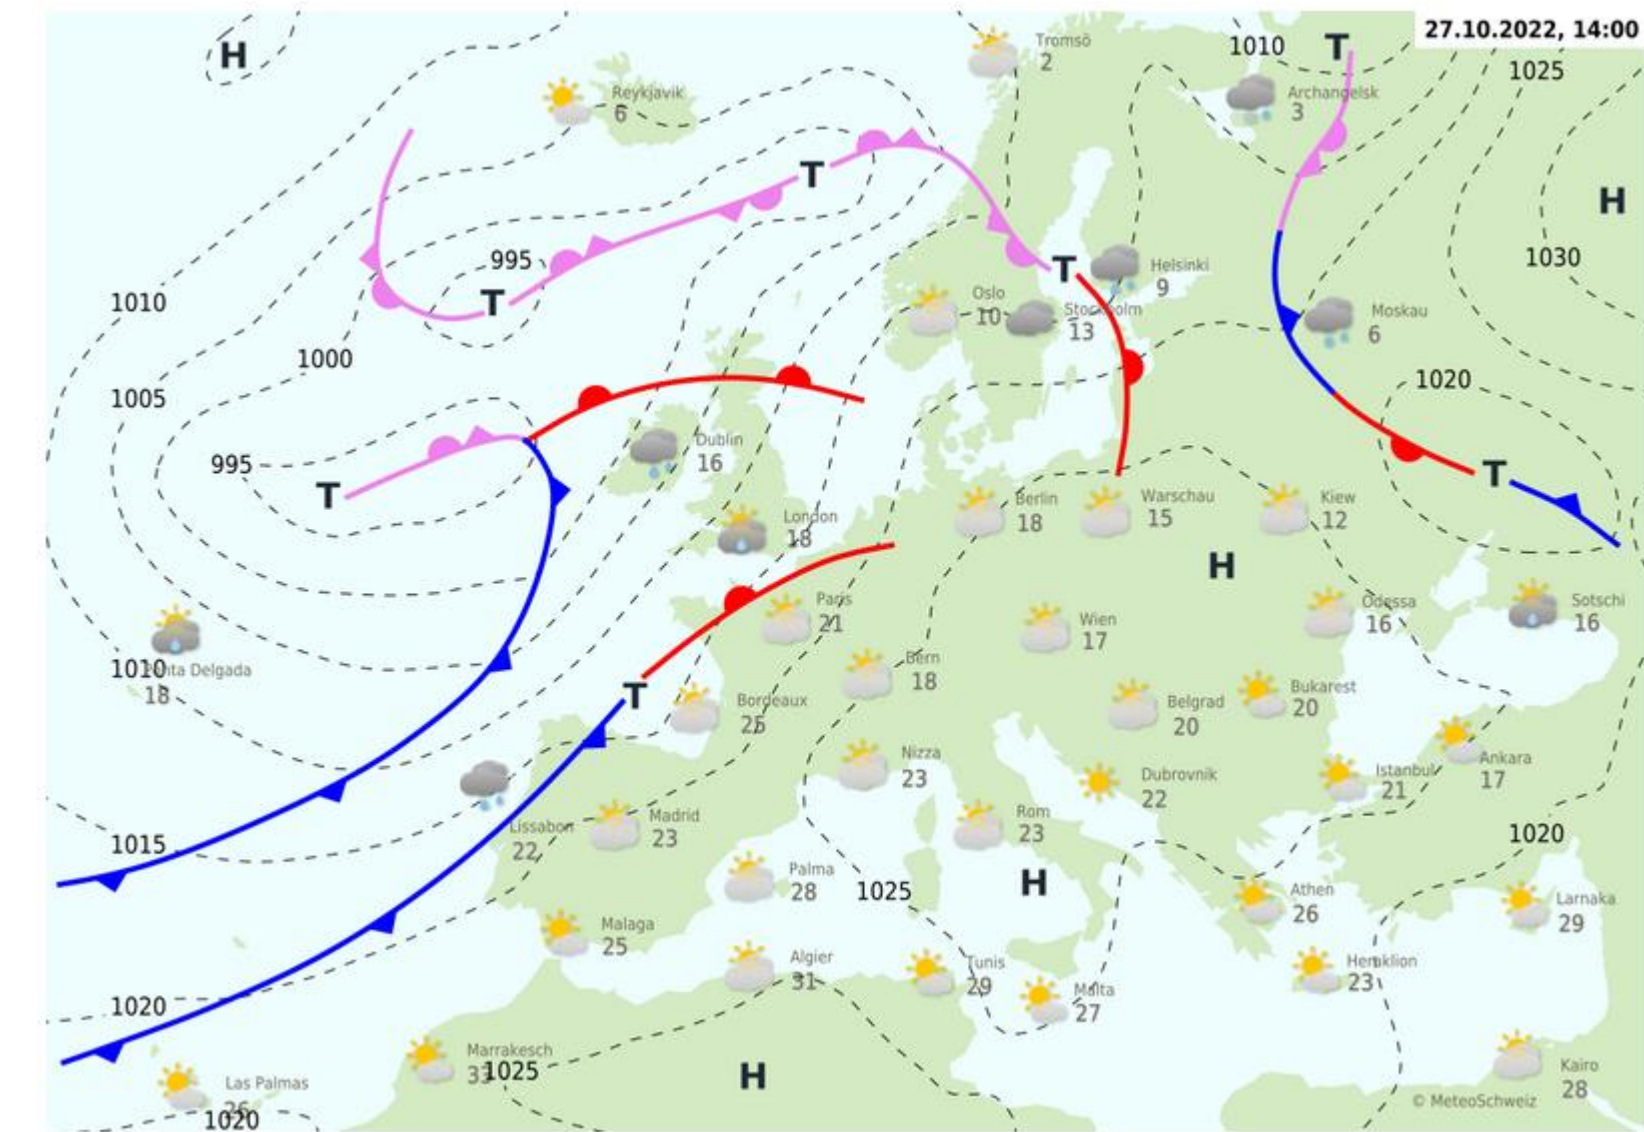 27.10.2022, 14:00
Tromsö
2
1010
T
1025
H
Reykjavik
6
Archangelsk
3
T
H
995
T
T
Helsinki
9
1030
1010
Oslo
10
Stockholm
13
Moskau
6
1000
1005
1020
995
T
Dublin
16
T
London
18
Berlin
18
Warschau
15
Kiew
12
H
Paris
21
Wien
17
Odessa
16
Sotschi
16
1010
Punta Delgada
18
T
Bern
18
Bordeaux
25
Belgrad
20
Bukarest
20
Nizza
23
Dubrovnik
22
Istanbul
21
Ankara
17
1015
Lissabon
22
Madrid
23
Rom
23
1020
Palma
28
1025
H
Athen
26
Larnaka
29
Malaga
25
Algier
31
Tunis
29
Heraklion
23
Malta
27
1020
Marrakesch
33
1025
H
Kairo
28
Las Palmas
26
1020
© MeteoSchweiz